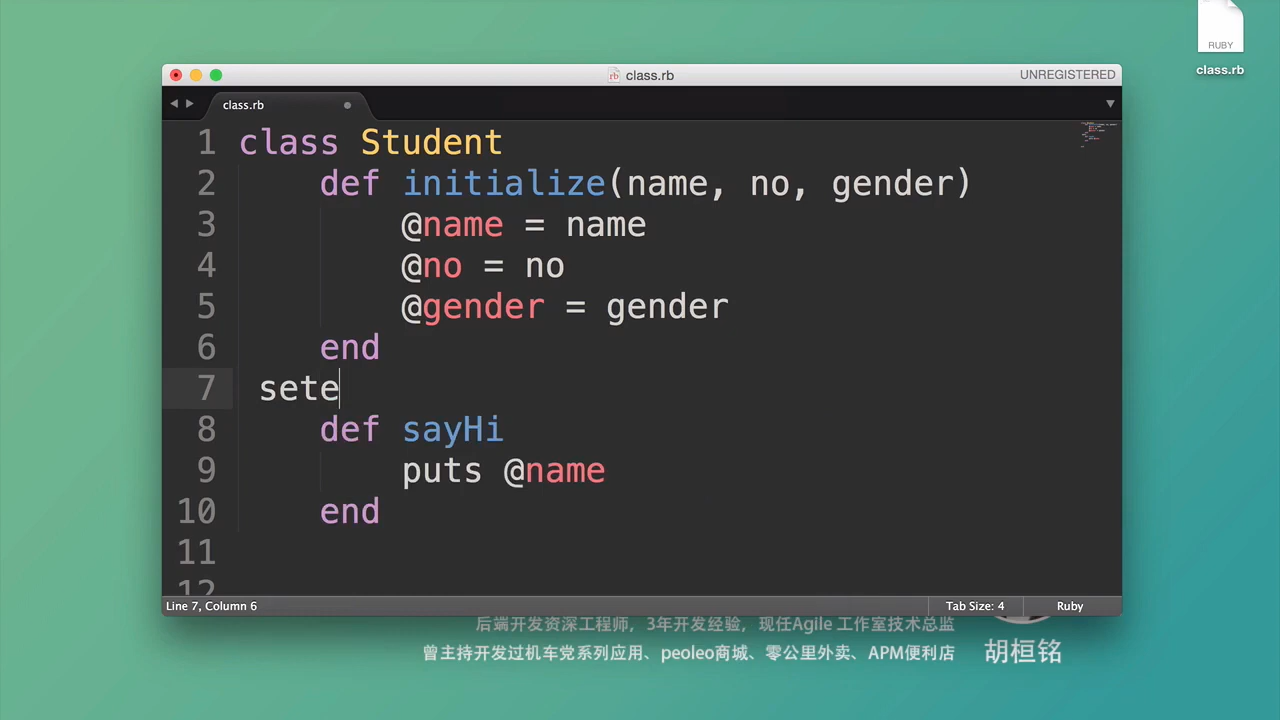 RUBY
class.rb
class.rb
UNREGISTERED
class.rb
1 class Student
2 def initialize(name, no, gender)
3 @name = name
4 @no = no
5 @gender = gender
6 end
7 sete
8 def sayHi
9 puts @name
10 end
11
12
Line 7, Column 6
Tab Size: 4
Ruby
后端开发资深工程师，3年开发经验，现任Agile 工作室技术总监
曾主持开发过机车党系列应用、peoleo商城、零公里外卖、APM便利店
胡桓铭